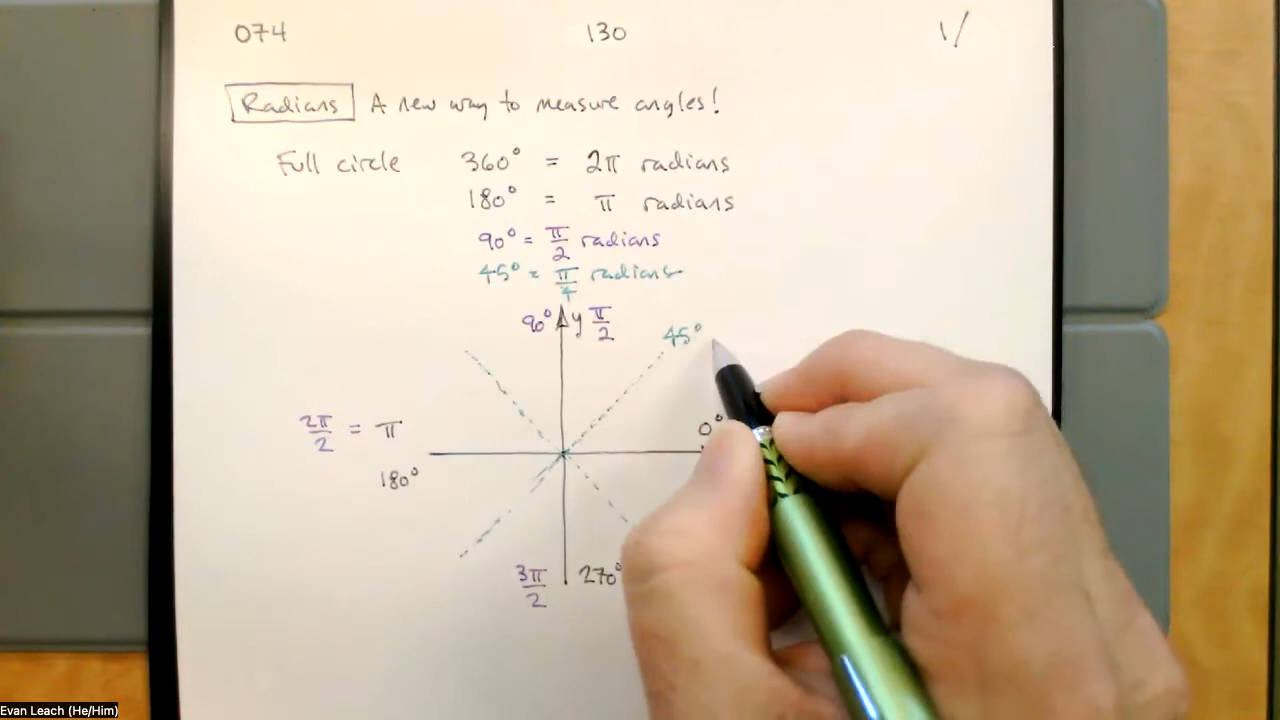 074 130 1/
Radians A new way to measure angles!
Full circle 360° = 2π radians
180° = π radians
90° = π/2 radians
45° = π/4 radians
90° y π/2
45°
2π/2 = π
0°
180°
3π/2 270°
Evan Leach (He/Him)